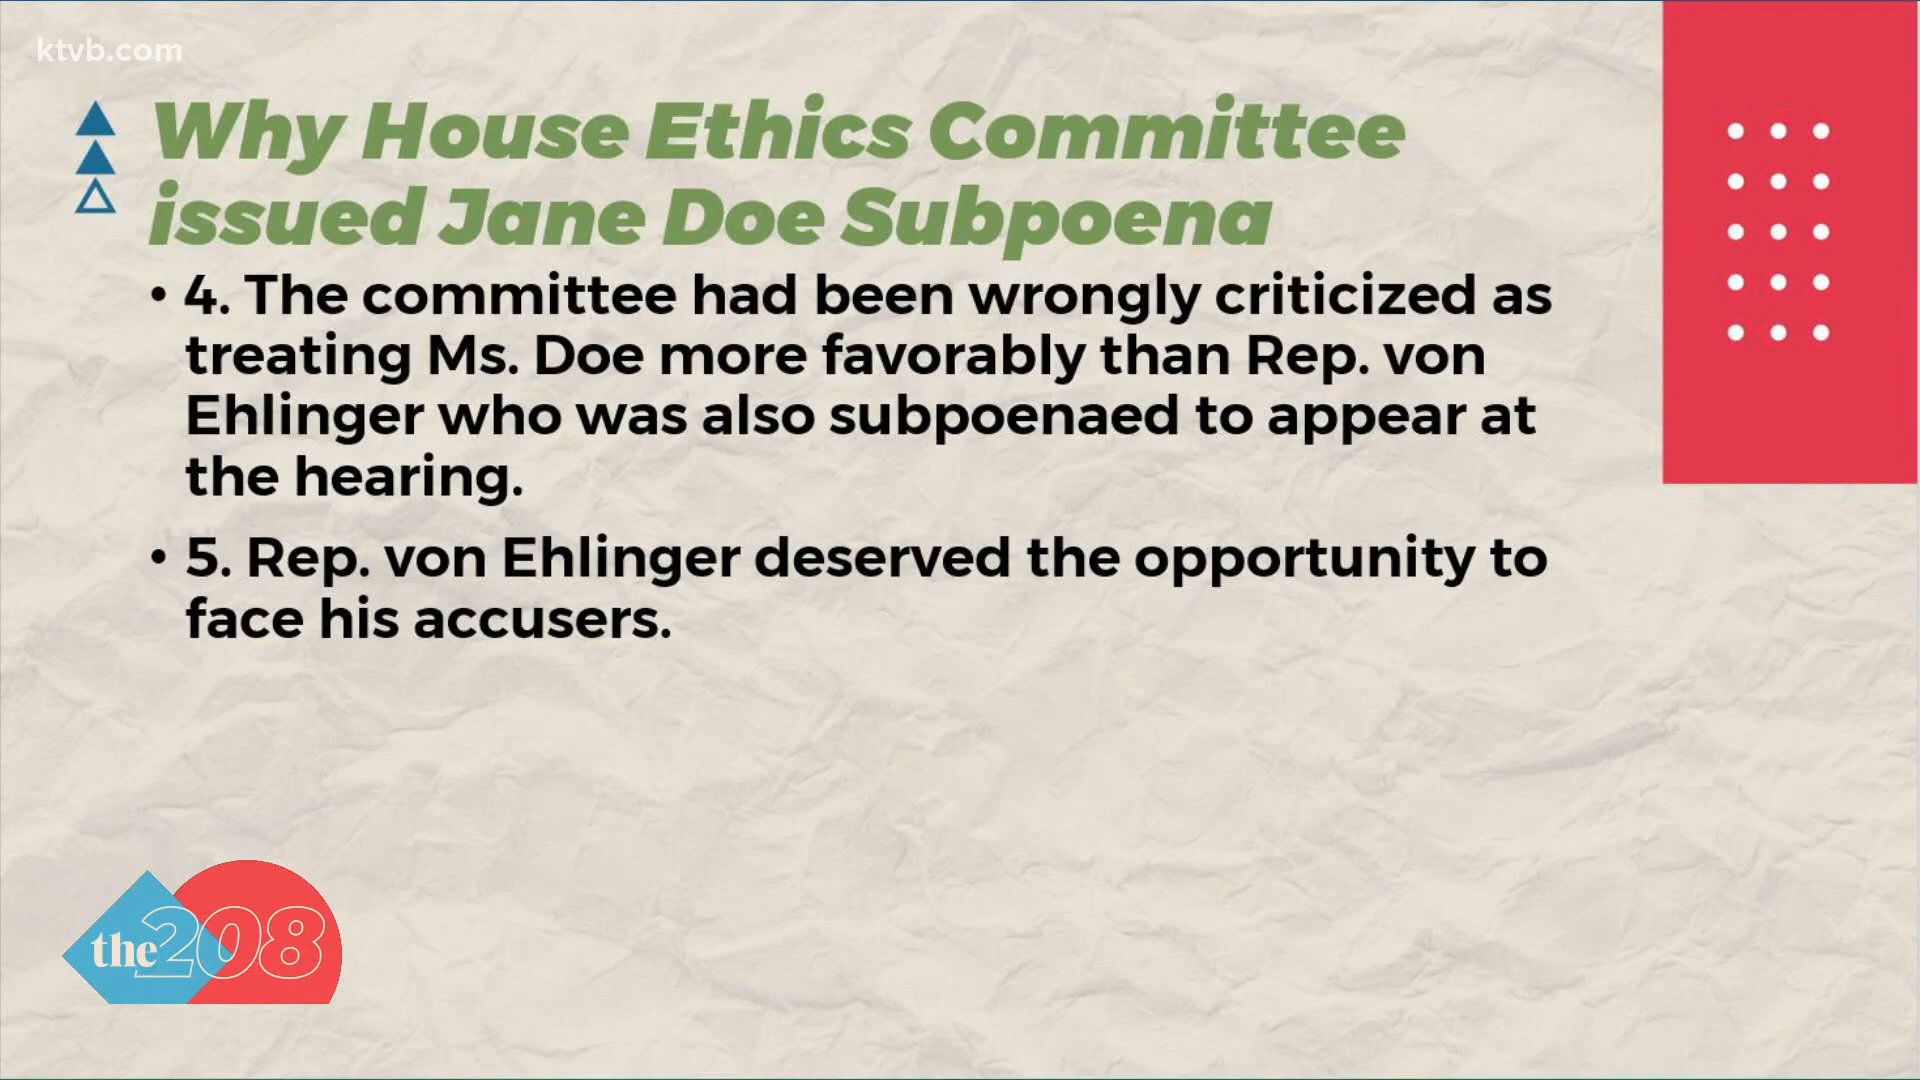 ktvb.com
Why House Ethics Committee
issued Jane Doe Subpoena
• 4. The committee had been wrongly criticized as
treating Ms. Doe more favorably than Rep. von
Ehlinger who was also subpoenaed to appear at
the hearing.
• 5. Rep. von Ehlinger deserved the opportunity to
face his accusers.
the 208